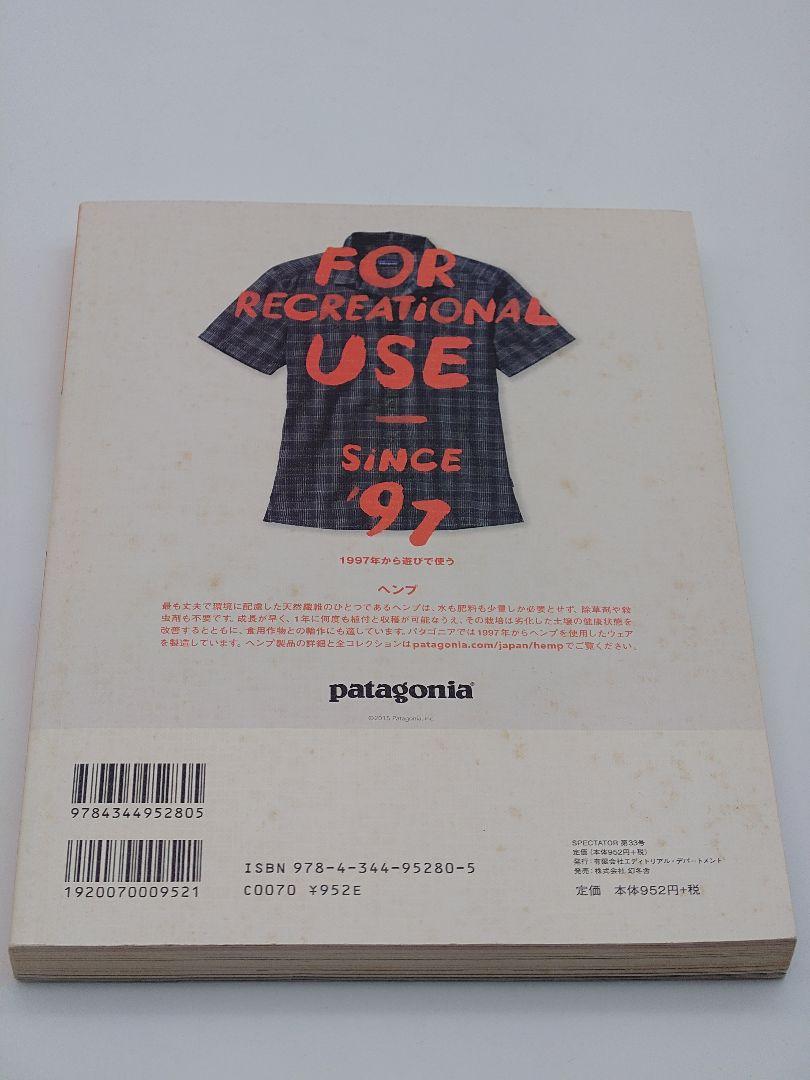 FOR
RECREATiONAL
USE
—
SiNCE
'97
1997年から遊びで使う
ヘンプ
最も丈夫で環境に配慮した天然繊維のひとつであるヘンプは、水も肥料も少量しか必要とせず、除草剤や殺
虫剤も不要です。成長が早く、1年に何度も植付と収穫が可能なうえ、その栽培は劣化した土壌の健康状態を
改善するとともに、食用作物との輪作にも適しています。パタゴニアでは1997年からヘンプを使用したウェア
を製造しています。ヘンプ製品の詳細と全コレクションはpatagonia.com/japan/hempでご覧ください。
patagonia®
©2015 Patagonia, Inc.
9784344952805
1920070009521
ISBN 978-4-344-95280-5
C0070 ¥952E
SPECTATOR 第33号
定価(本体952円+税)
発行:有限会社エディトリアル・デパートメント
発売:株式会社 幻冬舎
定価 本体952円+税